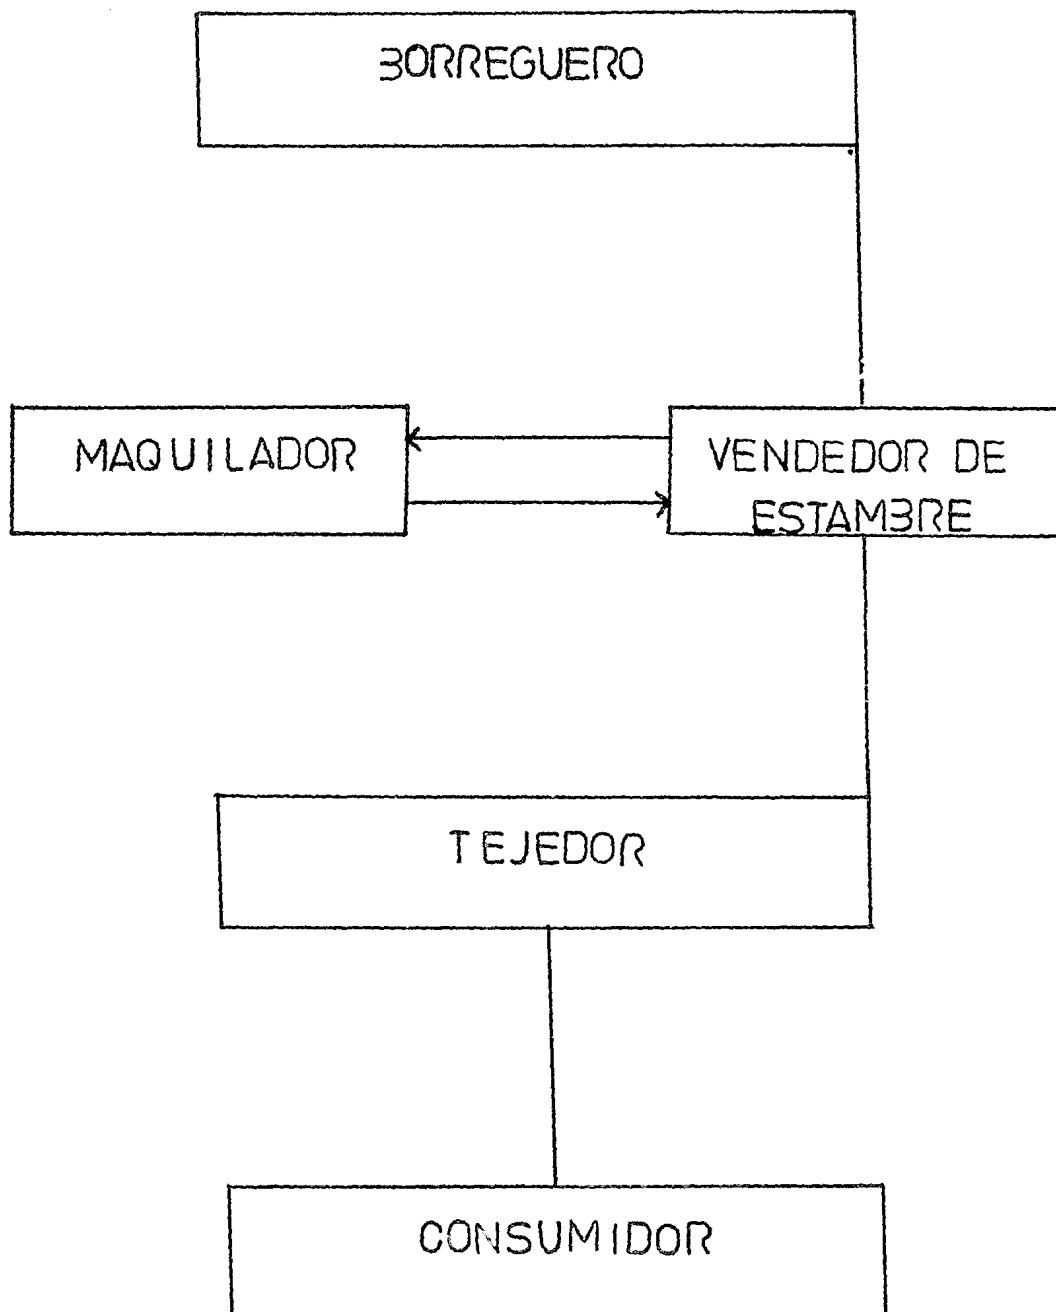 BORREGUERO
MAQUILADOR
VENDEDOR DE
ESTAMBRE
TEJEDOR
CONSUMIDOR